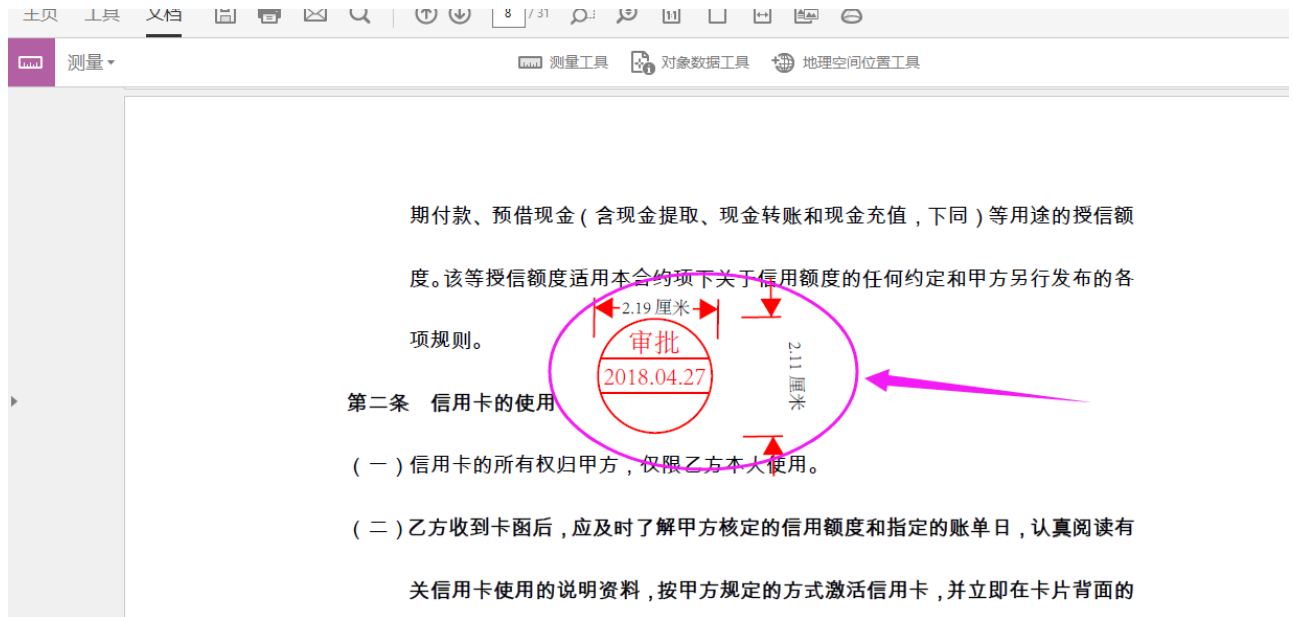 主页 工具 文档 8 / 31
测量 测量工具 对象数据工具 地理空间位置工具
期付款、预借现金(含现金提取、现金转账和现金充值,下同)等用途的授信额
度。该等授信额度适用本合约项下关于信用额度的任何约定和甲方另行发布的各
2.19 厘米
项规则。
审批
2018.04.27
2.11 厘米
第二条 信用卡的使用
(一)信用卡的所有权归甲方,仅限乙方本人使用。
(二)乙方收到卡函后,应及时了解甲方核定的信用额度和指定的账单日,认真阅读有
关信用卡使用的说明资料,按甲方规定的方式激活信用卡,并立即在卡片背面的